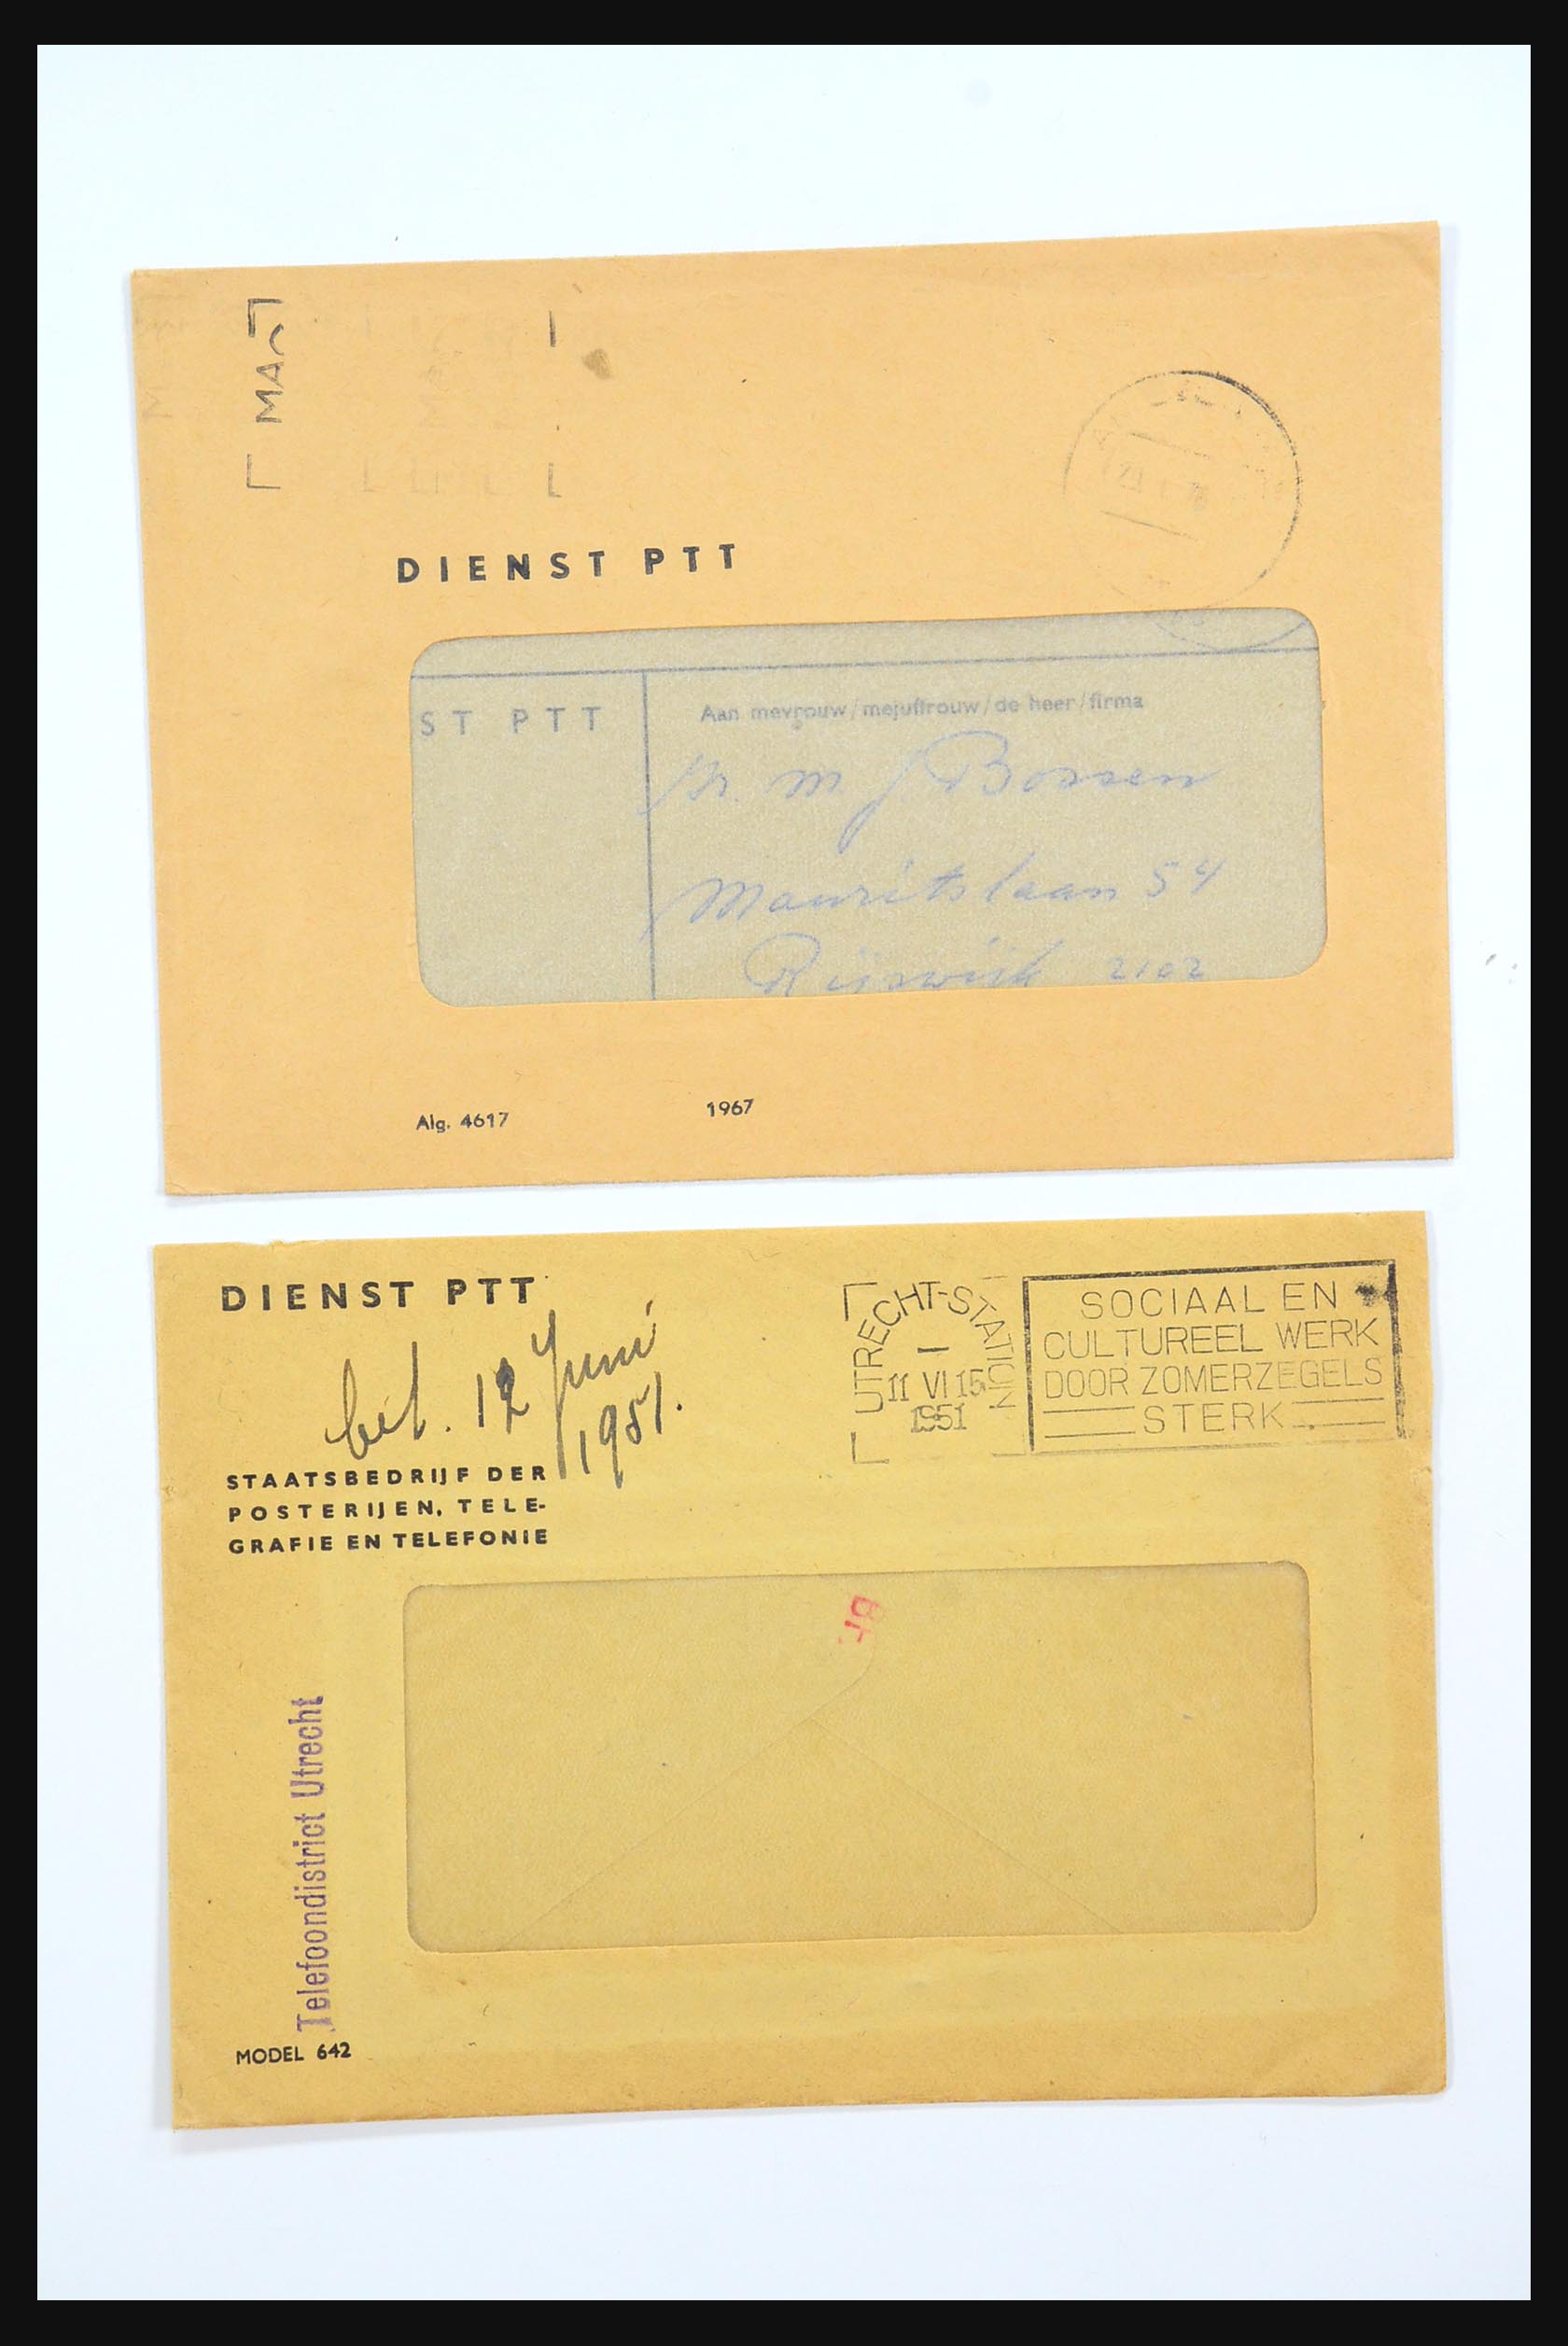 MA
DIENST PTT
ST PTT
Aan mevrouw/mejuffrouw/de heer/firma
M. J. Bossen
Mauritslaan 54
Rijswijk 2102
Alg. 4617
1967
DIENST PTT
bet. 12 Juni
1951.
STAATSBEDRIJF DER
POSTERIJEN, TELE-
GRAFIE EN TELEFONIE
UTRECHT-STATION
11 VI 15
1951
SOCIAAL EN
CULTUREEL WERK
DOOR ZOMERZEGELS
STERK
Telefoondistrict Utrecht
MODEL 642